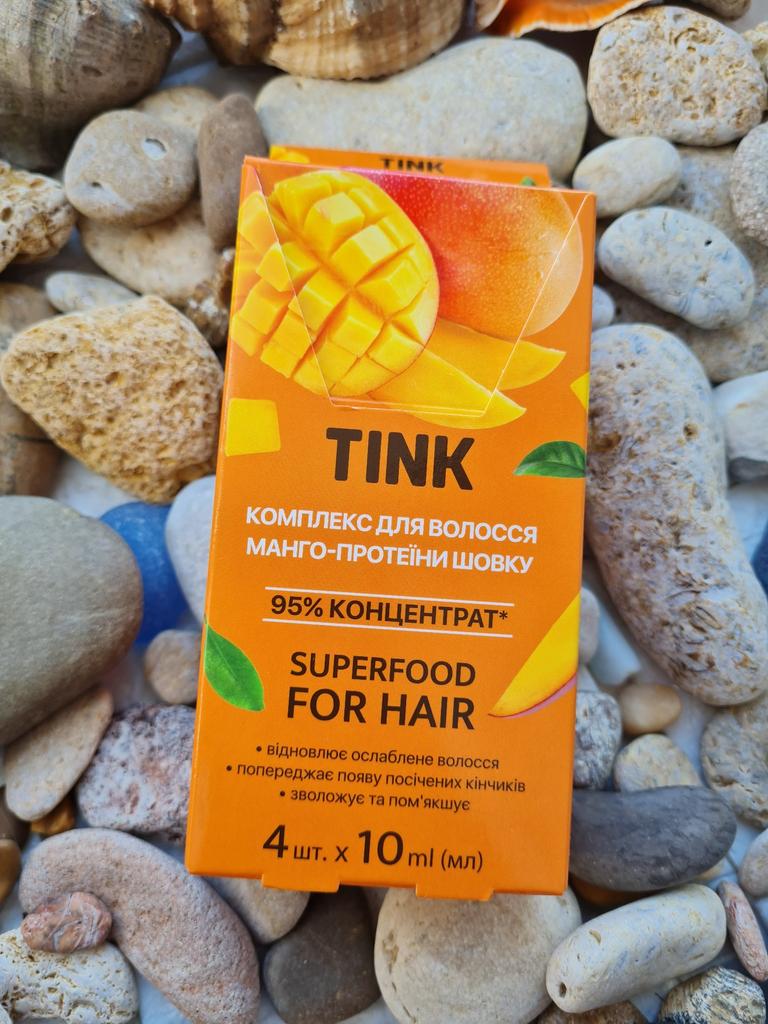 TINK
TINK
КОМПЛЕКС ДЛЯ ВОЛОССЯ
МАНГО-ПРОТЕЇНИ ШОВКУ
95% КОНЦЕНТРАТ*
SUPERFOOD
FOR HAIR
• відновлює ослаблене волосся
• попереджає появу посічених кінчиків
• зволожує та пом'якшує
4 шт. x 10 ml (мл)